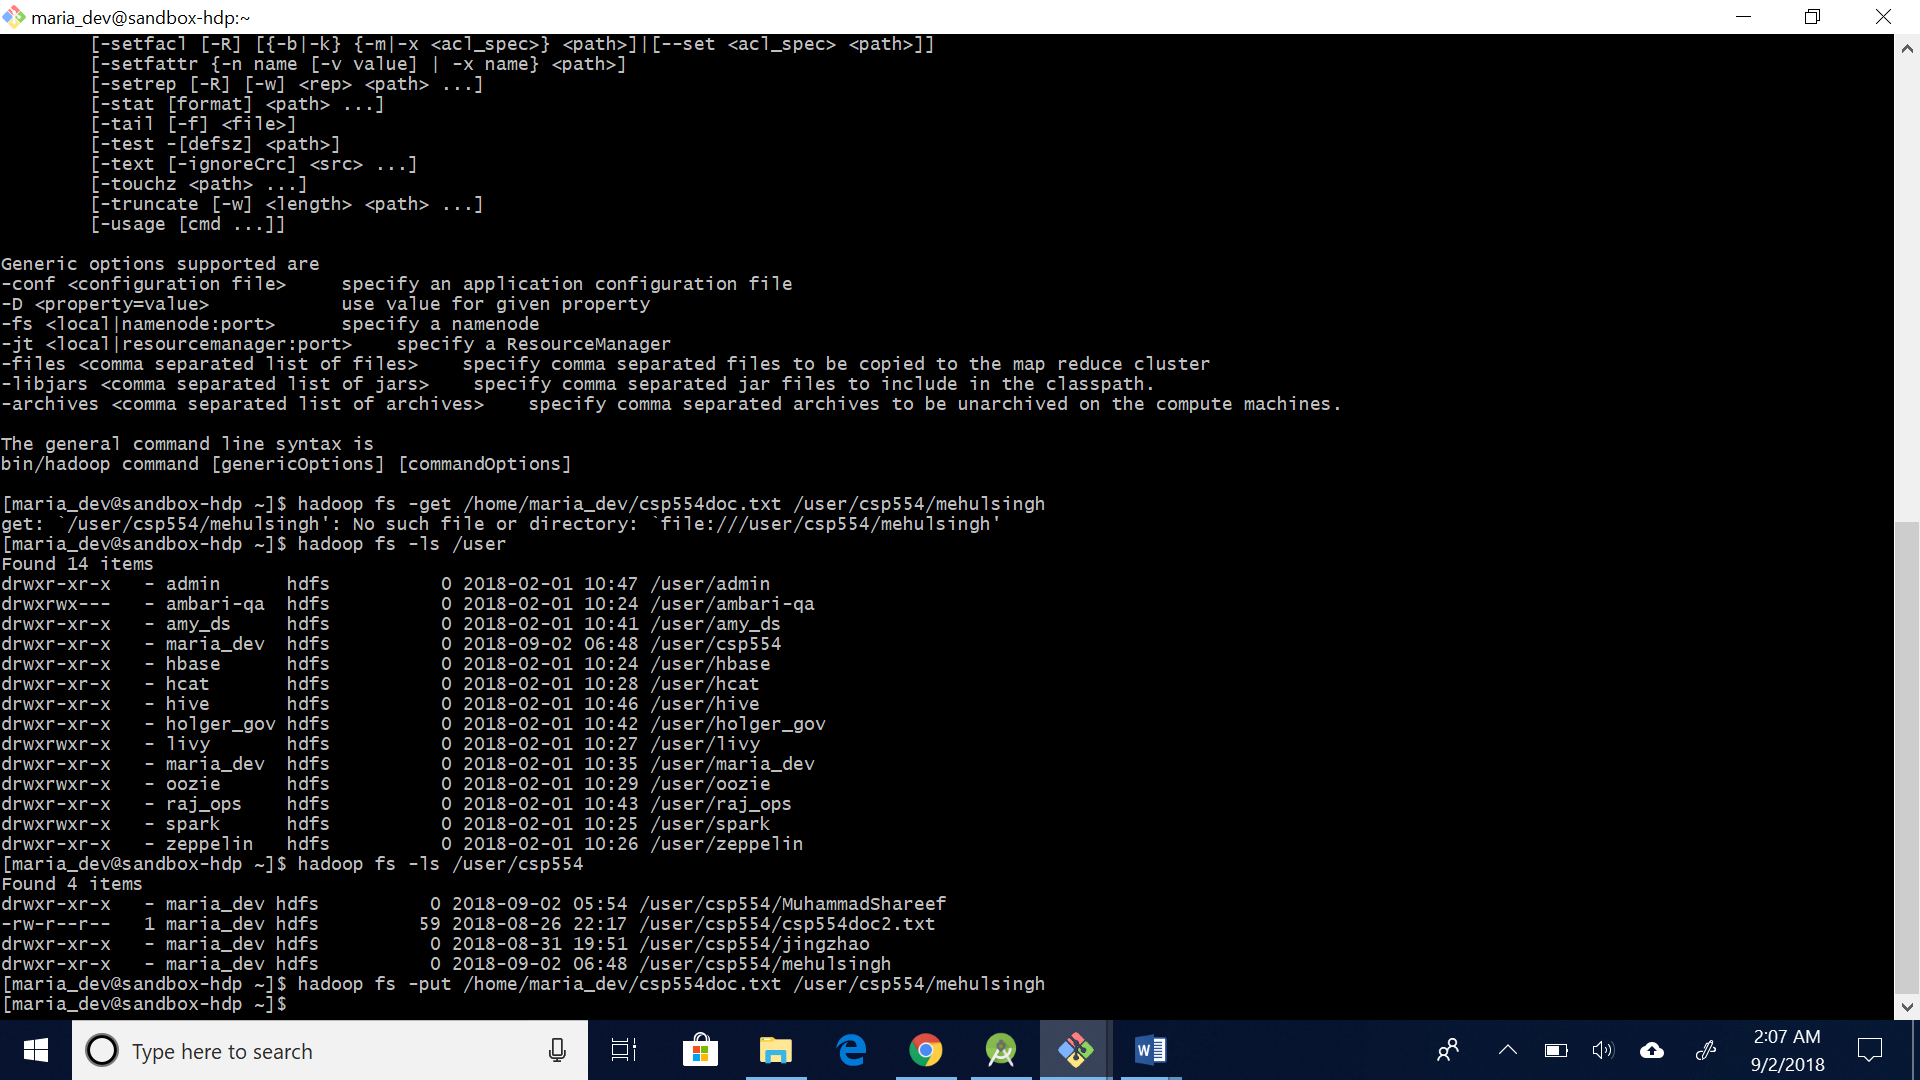 maria_dev@sandbox-hdp:~
[-setfacl [-R] [{-b|-k} {-m|-x <acl_spec>} <path>]|[--set <acl_spec> <path>]]
[-setfattr {-n name [-v value] | -x name} <path>]
[-setrep [-R] [-w] <rep> <path> ...]
[-stat [format] <path> ...]
[-tail [-f] <file>]
[-test -[defsz] <path>]
[-text [-ignoreCrc] <src> ...]
[-touchz <path> ...]
[-truncate [-w] <length> <path> ...]
[-usage [cmd ...]]
Generic options supported are
-conf <configuration file>     specify an application configuration file
-D <property=value>            use value for given property
-fs <local|namenode:port>      specify a namenode
-jt <local|resourcemanager:port>    specify a ResourceManager
-files <comma separated list of files>    specify comma separated files to be copied to the map reduce cluster
-libjars <comma separated list of jars>    specify comma separated jar files to include in the classpath.
-archives <comma separated list of archives>    specify comma separated archives to be unarchived on the compute machines.
The general command line syntax is
bin/hadoop command [genericOptions] [commandOptions]
[maria_dev@sandbox-hdp ~]$ hadoop fs -get /home/maria_dev/csp554doc.txt /user/csp554/mehulsingh
get: `/user/csp554/mehulsingh': No such file or directory: `file:///user/csp554/mehulsingh'
[maria_dev@sandbox-hdp ~]$ hadoop fs -ls /user
Found 14 items
drwxr-xr-x   - admin      hdfs          0 2018-02-01 10:47 /user/admin
drwxrwx---   - ambari-qa  hdfs          0 2018-02-01 10:24 /user/ambari-qa
drwxr-xr-x   - amy_ds     hdfs          0 2018-02-01 10:41 /user/amy_ds
drwxr-xr-x   - maria_dev  hdfs          0 2018-09-02 06:48 /user/csp554
drwxr-xr-x   - hbase      hdfs          0 2018-02-01 10:24 /user/hbase
drwxr-xr-x   - hcat       hdfs          0 2018-02-01 10:28 /user/hcat
drwxr-xr-x   - hive       hdfs          0 2018-02-01 10:46 /user/hive
drwxr-xr-x   - holger_gov hdfs          0 2018-02-01 10:42 /user/holger_gov
drwxrwxr-x   - livy       hdfs          0 2018-02-01 10:27 /user/livy
drwxr-xr-x   - maria_dev  hdfs          0 2018-02-01 10:35 /user/maria_dev
drwxrwxr-x   - oozie      hdfs          0 2018-02-01 10:29 /user/oozie
drwxr-xr-x   - raj_ops    hdfs          0 2018-02-01 10:43 /user/raj_ops
drwxrwxr-x   - spark      hdfs          0 2018-02-01 10:25 /user/spark
drwxr-xr-x   - zeppelin   hdfs          0 2018-02-01 10:26 /user/zeppelin
[maria_dev@sandbox-hdp ~]$ hadoop fs -ls /user/csp554
Found 4 items
drwxr-xr-x   - maria_dev hdfs          0 2018-09-02 05:54 /user/csp554/MuhammadShareef
-rw-r--r--   1 maria_dev hdfs         59 2018-08-26 22:17 /user/csp554/csp554doc2.txt
drwxr-xr-x   - maria_dev hdfs          0 2018-08-31 19:51 /user/csp554/jingzhao
drwxr-xr-x   - maria_dev hdfs          0 2018-09-02 06:48 /user/csp554/mehulsingh
[maria_dev@sandbox-hdp ~]$ hadoop fs -put /home/maria_dev/csp554doc.txt /user/csp554/mehulsingh
[maria_dev@sandbox-hdp ~]$
Type here to search
2:07 AM
9/2/2018